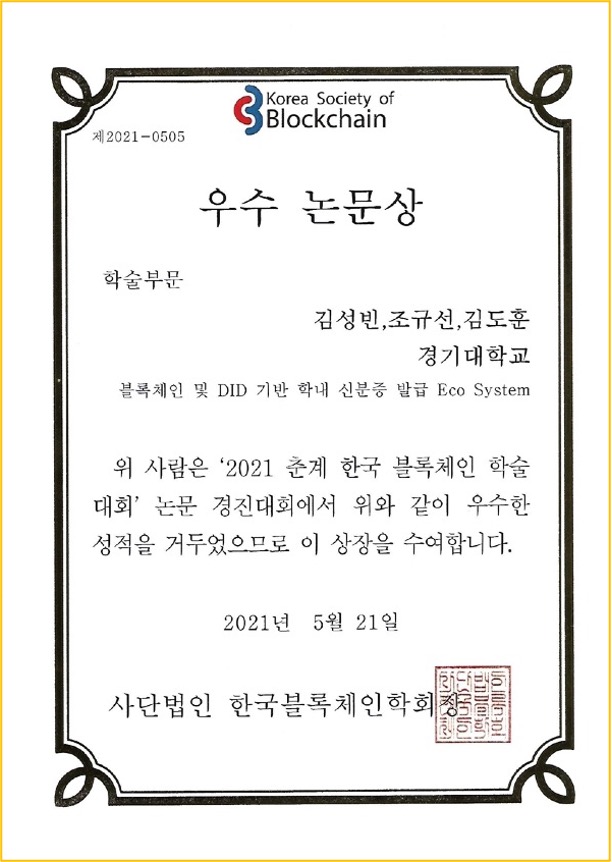 Korea Society of
Blockchain
제2021-0505
우수 논문상
학술부문
김성빈,조규선,김도훈
경기대학교
블록체인 및 DID 기반 학내 신분증 발급 Eco System
위 사람은 ‘2021 춘계 한국 블록체인 학술
대회’ 논문 경진대회에서 위와 같이 우수한
성적을 거두었으므로 이 상장을 수여합니다.
2021년 5월 21일
사단법인 한국블록체인학회장